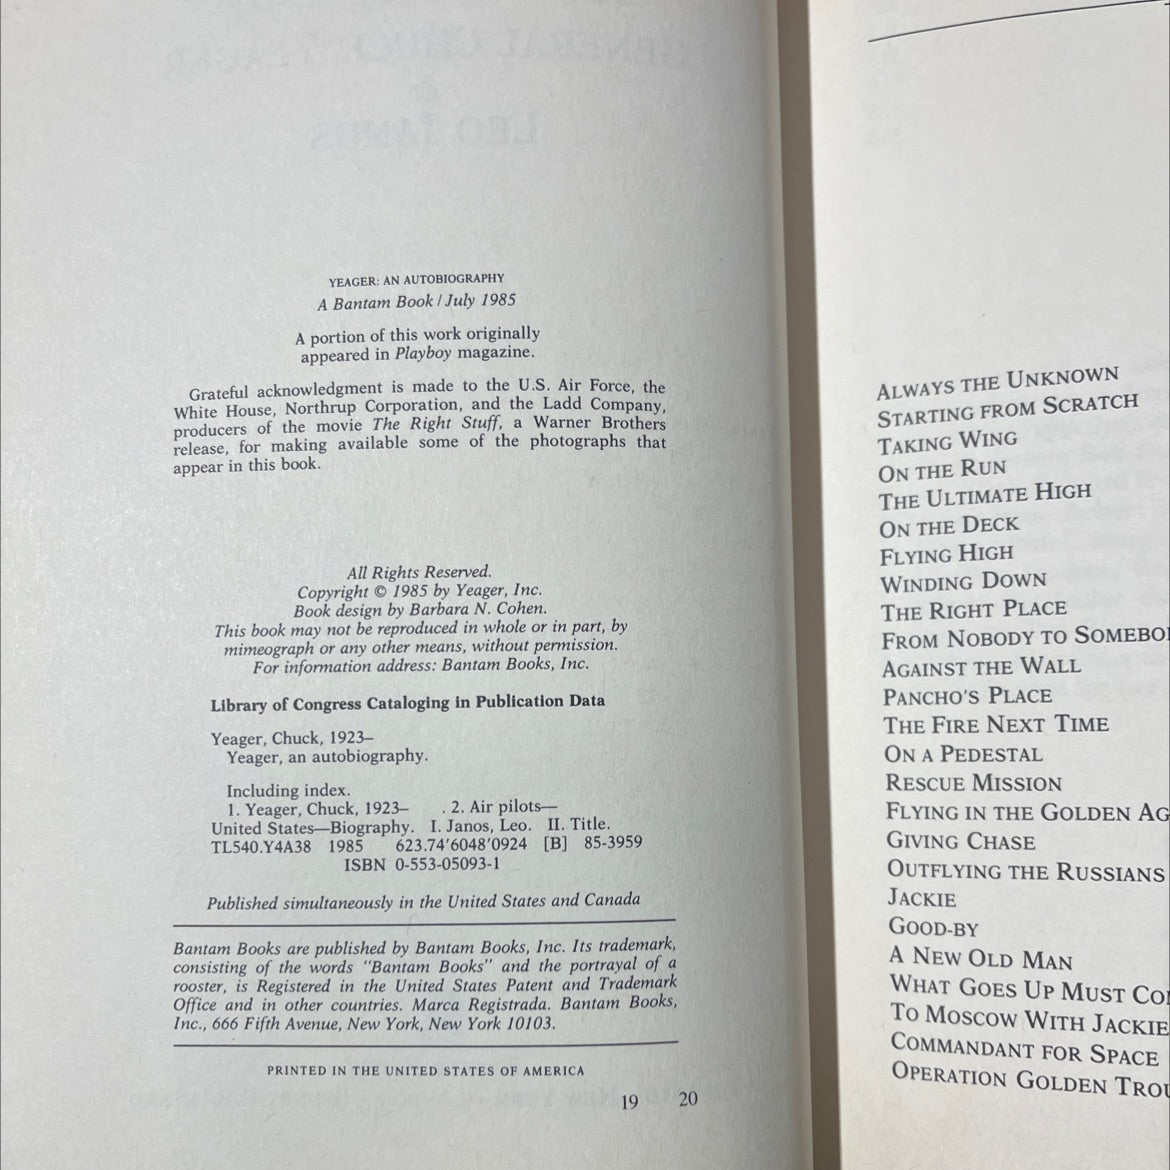 YEAGER: AN AUTOBIOGRAPHY
A Bantam Book / July 1985
A portion of this work originally
appeared in Playboy magazine.
Grateful acknowledgment is made to the U.S. Air Force, the
White House, Northrup Corporation, and the Ladd Company,
producers of the movie The Right Stuff, a Warner Brothers
release, for making available some of the photographs that
appear in this book.
All Rights Reserved.
Copyright © 1985 by Yeager, Inc.
Book design by Barbara N. Cohen.
This book may not be reproduced in whole or in part, by
mimeograph or any other means, without permission.
For information address: Bantam Books, Inc.
Library of Congress Cataloging in Publication Data
Yeager, Chuck, 1923–
Yeager, an autobiography.
Including index.
1. Yeager, Chuck, 1923– . 2. Air pilots—
United States—Biography. I. Janos, Leo. II. Title.
TL540.Y4A38 1985 623.74'6048'0924 [B] 85-3959
ISBN 0-553-05093-1
Published simultaneously in the United States and Canada
Bantam Books are published by Bantam Books, Inc. Its trademark,
consisting of the words "Bantam Books" and the portrayal of a
rooster, is Registered in the United States Patent and Trademark
Office and in other countries. Marca Registrada. Bantam Books,
Inc., 666 Fifth Avenue, New York, New York 10103.
PRINTED IN THE UNITED STATES OF AMERICA
19 20
ALWAYS THE UNKNOWN
STARTING FROM SCRATCH
TAKING WING
ON THE RUN
THE ULTIMATE HIGH
ON THE DECK
FLYING HIGH
WINDING DOWN
THE RIGHT PLACE
FROM NOBODY TO
AGAINST THE WALL
PANCHO'S PLACE
THE FIRE NEXT TIME
ON A PEDESTAL
RESCUE MISSION
FLYING IN THE GOLDEN
GIVING CHASE
OUTFLYING THE RUSSIANS
JACKIE
GOOD-BY
A NEW OLD MAN
WHAT GOES UP MUST
TO MOSCOW WITH JACKIE
COMMANDANT FOR SPACE
OPERATION GOLDEN